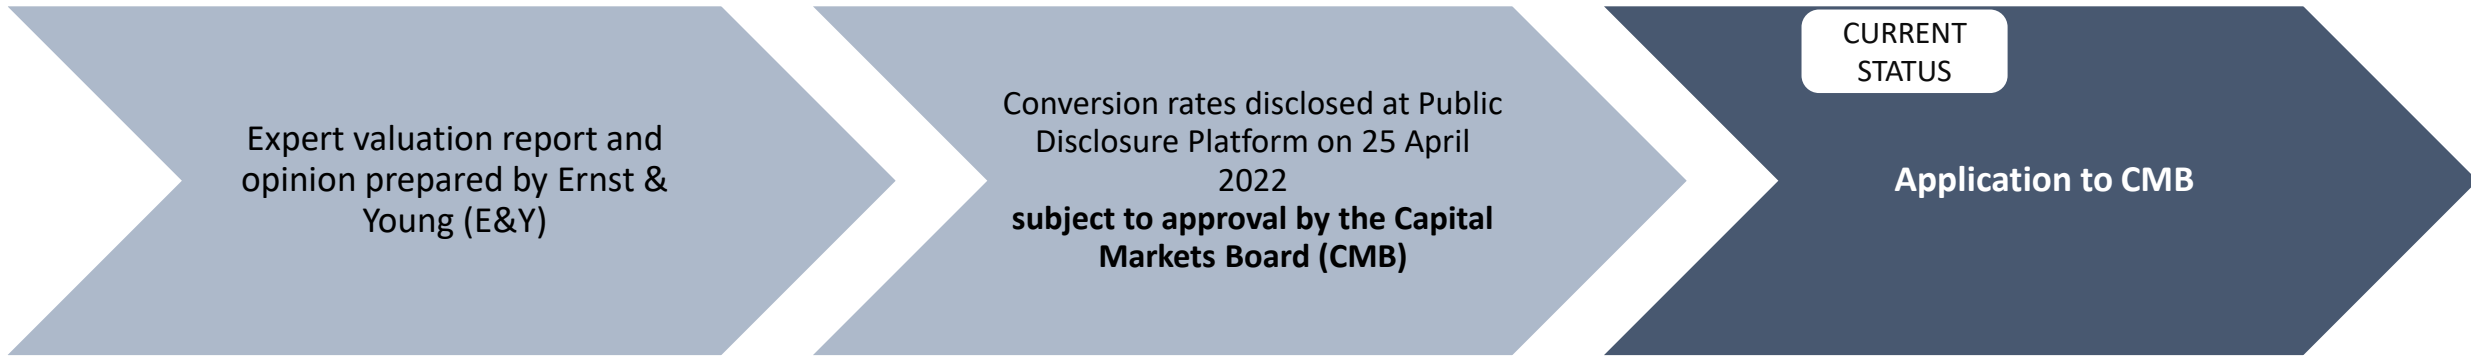 Expert valuation report and
opinion prepared by Ernst &
Young (E&Y)
Conversion rates disclosed at Public
Disclosure Platform on 25 April
2022
subject to approval by the Capital
Markets Board (CMB)
CURRENT
STATUS
Application to CMB